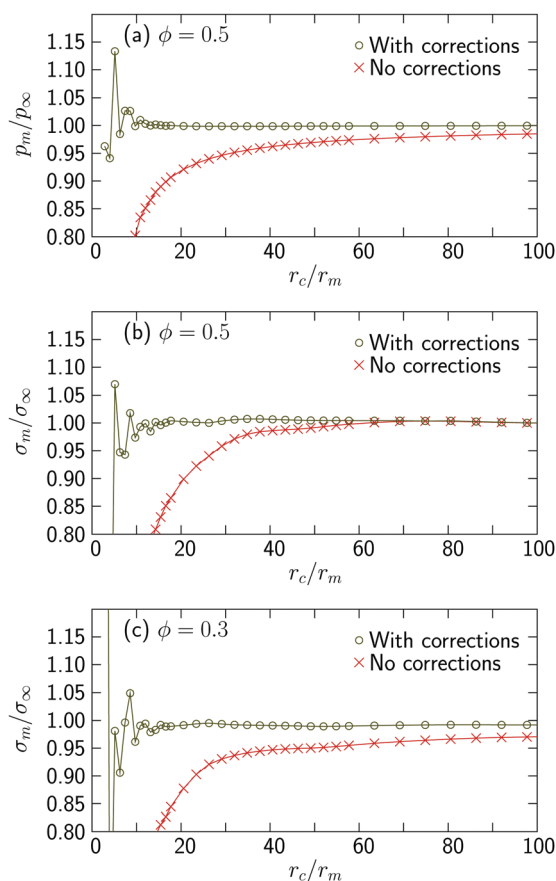 (a) ϕ = 0.5
With corrections
No corrections
p_m/p_∞
1.15
1.10
1.05
1.00
0.95
0.90
0.85
0.80
0 20 40 60 80 100
r_c/r_m
(b) ϕ = 0.5
With corrections
No corrections
σ_m/σ_∞
1.15
1.10
1.05
1.00
0.95
0.90
0.85
0.80
0 20 40 60 80 100
r_c/r_m
(c) ϕ = 0.3
With corrections
No corrections
σ_m/σ_∞
1.15
1.10
1.05
1.00
0.95
0.90
0.85
0.80
0 20 40 60 80 100
r_c/r_m